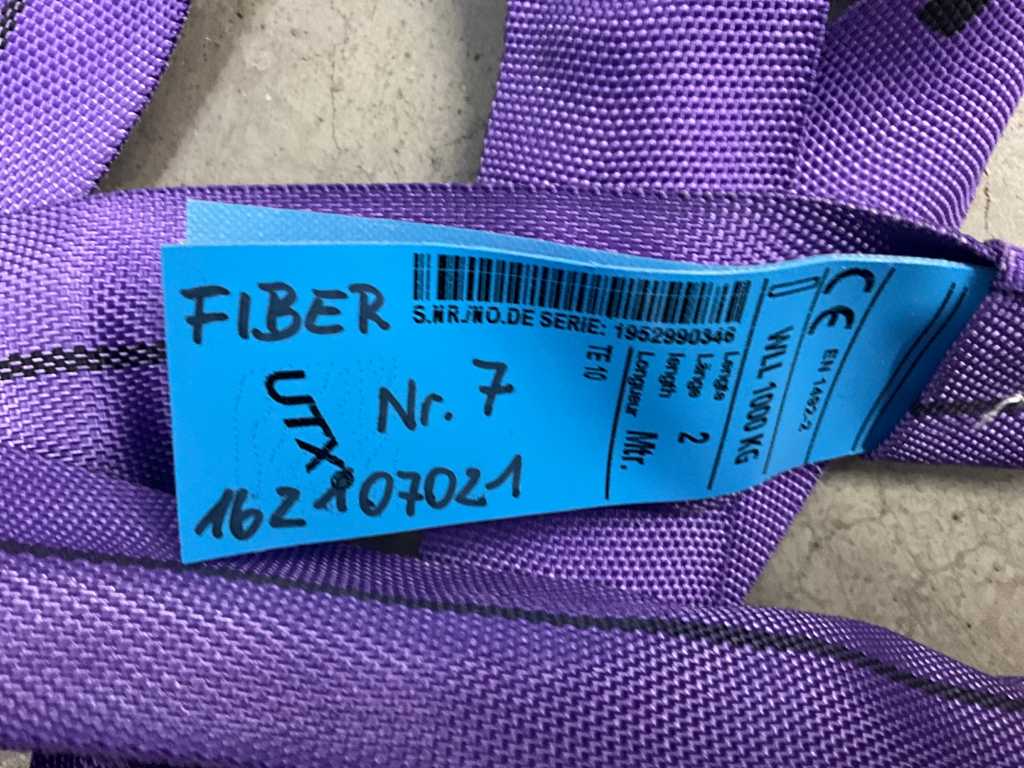 FIBER
UTX
Nr. 7
162107021
S.NR./NO.DE SERIE: 1952990346
TE 10
Longueur
length 2 Mtr.
Länge
WLL 1000 KG
CE EN 1492-2